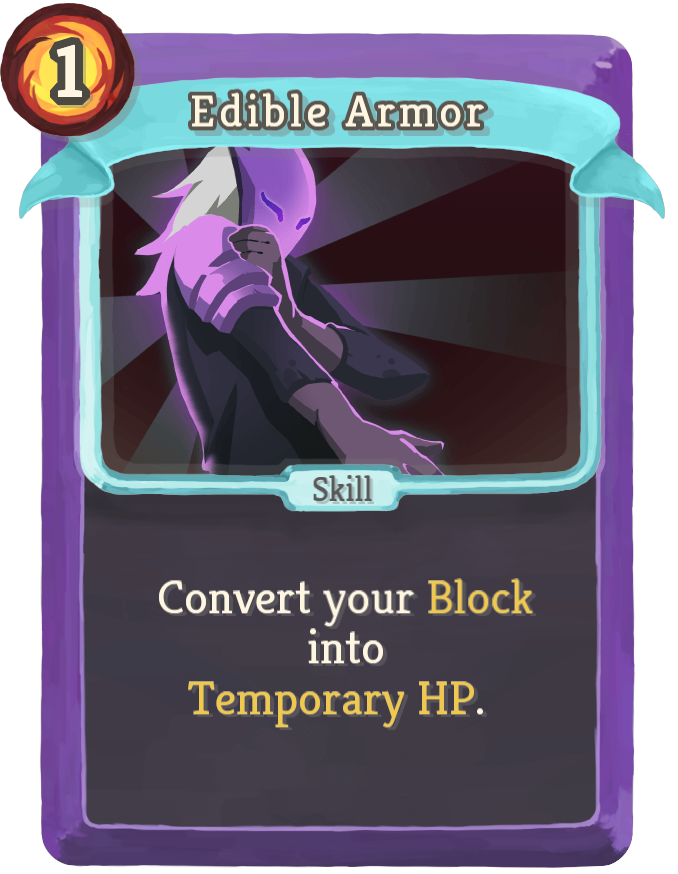 1
Edible Armor
Skill
Convert your Block
into
Temporary HP.